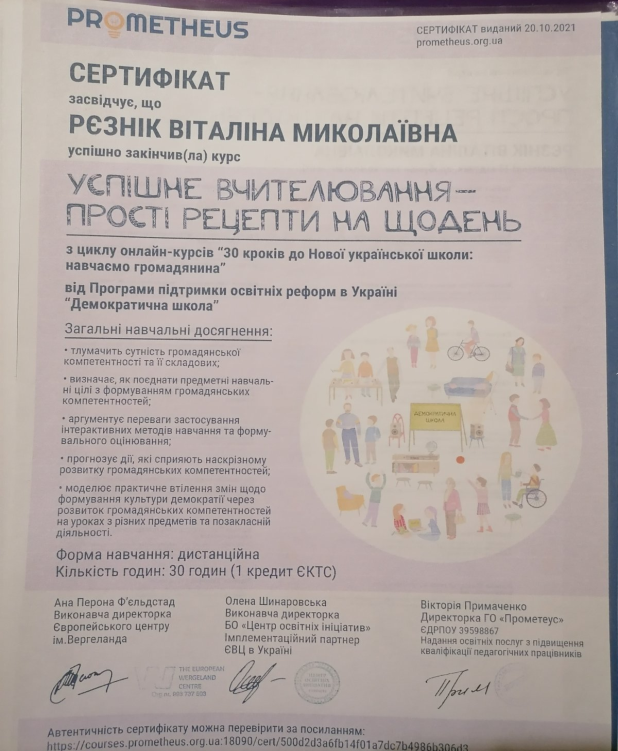 PROMETHEUS
СЕРТИФІКАТ виданий 20.10.2021
prometheus.org.ua
СЕРТИФІКАТ
засвідчує, що
РЄЗНІК ВІТАЛІНА МИКОЛАЇВНА
успішно закінчив(ла) курс
УСПІШНЕ ВЧИТЕЛЮВАННЯ —
ПРОСТІ РЕЦЕПТИ НА ЩОДЕНЬ
з циклу онлайн-курсів "30 кроків до Нової української школи:
навчаємо громадянина"
від Програми підтримки освітніх реформ в Україні
"Демократична школа"
Загальні навчальні досягнення:
• тлумачить сутність громадянської
компетентності та її складових;
• визначає, як поєднати предметні навчаль-
ні цілі з формуванням громадянських
компетентностей;
• аргументує переваги застосування
інтерактивних методів навчання та форму-
вального оцінювання;
• прогнозує дії, які сприяють наскрізному
розвитку громадянських компетентностей;
• моделює практичне втілення змін щодо
формування культури демократії через
розвиток громадянських компетентностей
на уроках з різних предметів та позакласній
діяльності.
ДЕМОКРАТИЧНА
ШКОЛА
Форма навчання: дистанційна
Кількість годин: 30 годин (1 кредит ЄКТС)
Ана Перона Ф'єльдстад
Виконавча директорка
Європейського центру
ім.Вергеланда
Олена Шинаровська
Виконавча директорка
БО «Центр освітніх ініціатив»
Імплементаційний партнер
ЄВЦ в Україні
Вікторія Примаченко
Директорка ГО «Прометеус»
ЄДРПОУ 39598867
Надання освітніх послуг з підвищення
кваліфікації педагогічних працівників
THE EUROPEAN
WERGELAND
CENTRE
Автентичність сертифікату можна перевірити за посиланням:
https://courses.prometheus.org.ua:18090/cert/500d2d3a6fb14f01a7dc7b4986b306d3